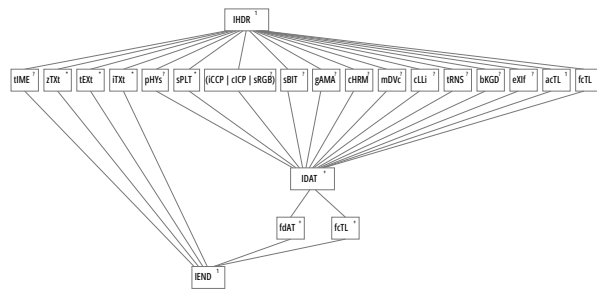 IHDR 1
tIME ? zTXt * tEXt * iTXt * pHYs ? sPLT * (iCCP | cICP | sRGB) ? sBIT ? gAMA ? cHRM ? mDVc ? cLLi ? tRNS ? bKGD ? eXIf ? acTL 1 fcTL
IDAT +
fdAT * fcTL *
IEND 1